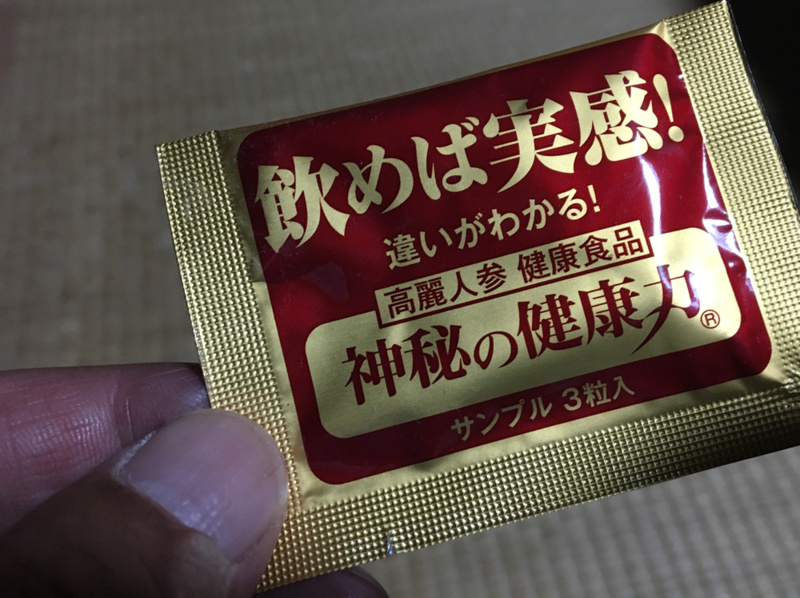 飲めば実感!
違いがわかる!
高麗人参 健康食品
神秘の健康力®
サンプル 3粒入